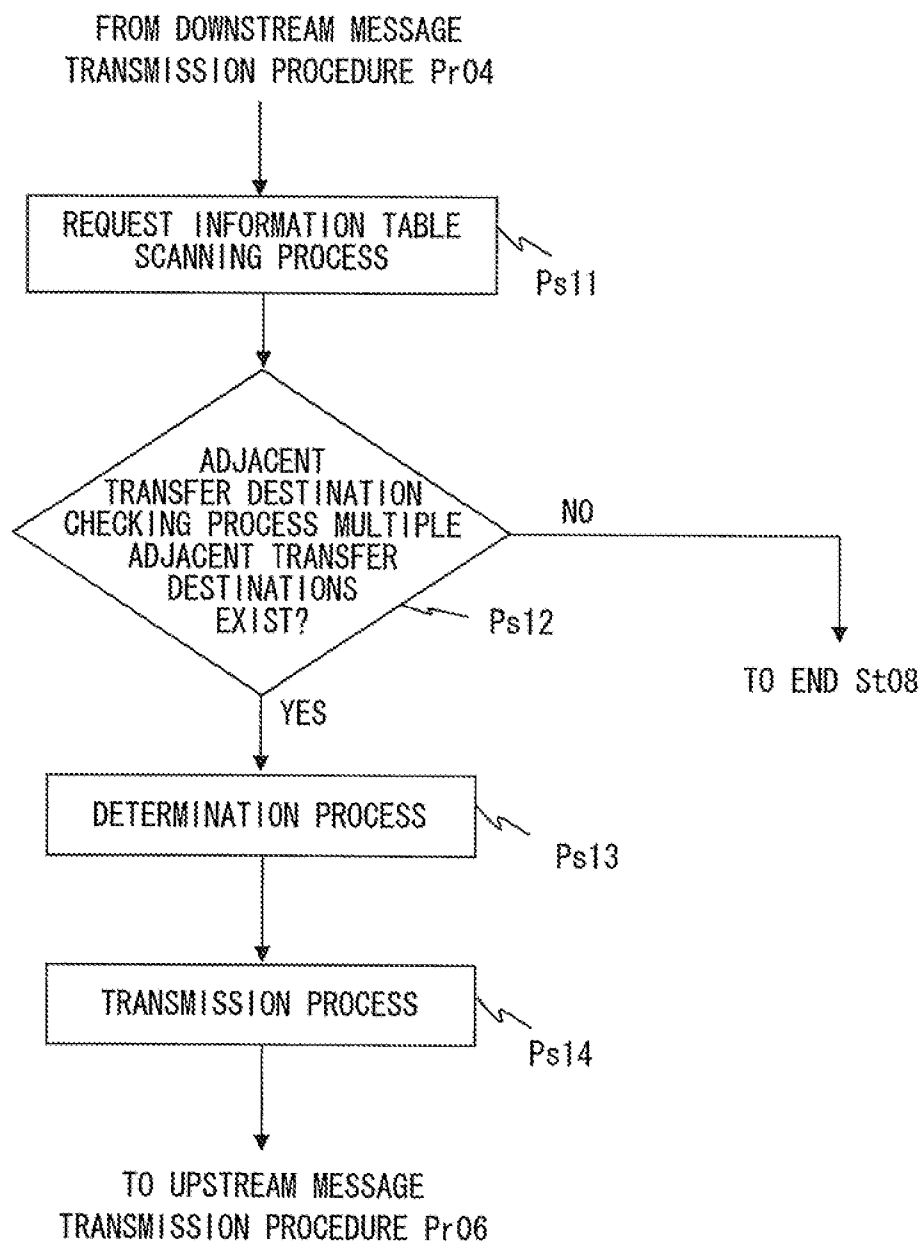 FROM DOWNSTREAM MESSAGE
TRANSMISSION PROCEDURE Pr04
REQUEST INFORMATION TABLE
SCANNING PROCESS
Ps11
ADJACENT
TRANSFER DESTINATION
CHECKING PROCESS MULTIPLE
ADJACENT TRANSFER
DESTINATIONS
EXIST?
NO
Ps12
TO END St08
YES
DETERMINATION PROCESS
Ps13
TRANSMISSION PROCESS
Ps14
TO UPSTREAM MESSAGE
TRANSMISSION PROCEDURE Pr06